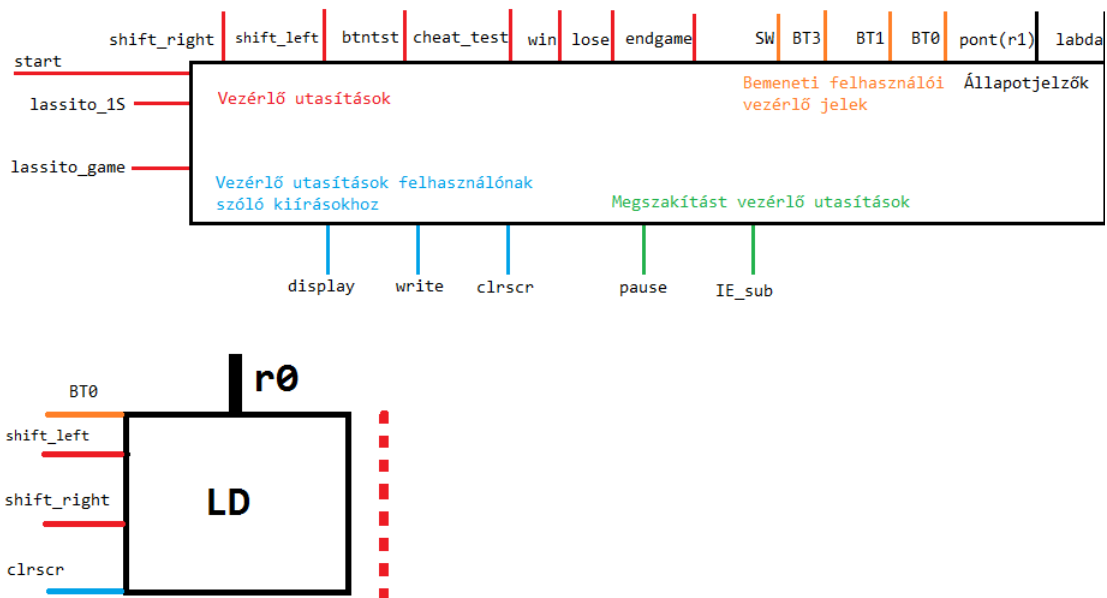 shift_right shift_left btntst cheat_test win lose endgame SW BT3 BT1 BT0 pont(r1) labda
start
lassito_1S
lassito_game
Vezérlő utasítások
Bemeneti felhasználói
vezérlő jelek
Állapotjelzők
Vezérlő utasítások felhasználónak
szóló kiírásokhoz
Megszakítást vezérlő utasítások
display write clrscr pause IE_sub
r0
BT0
shift_left
shift_right
clrscr
LD